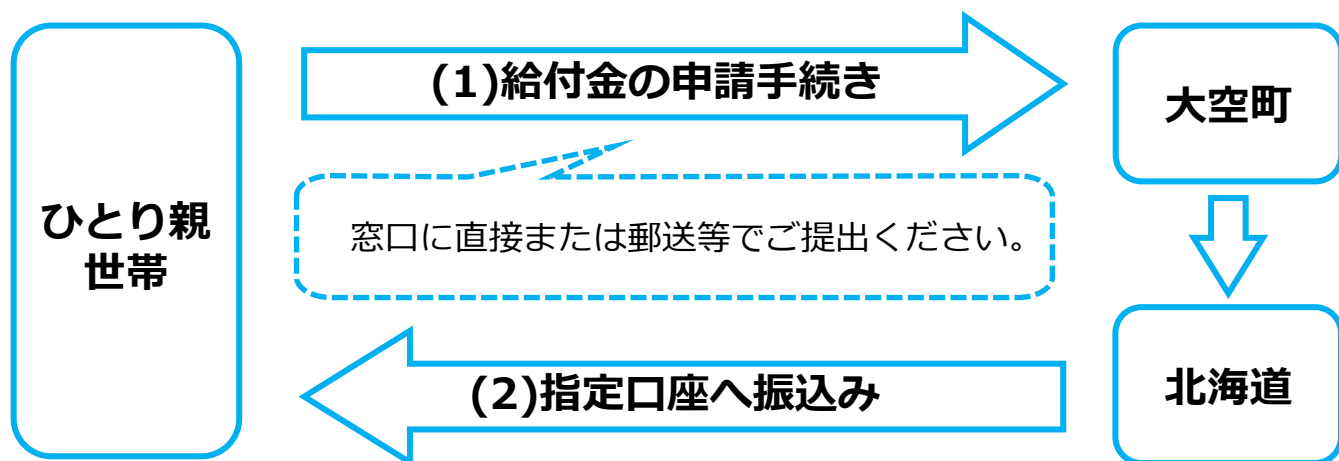 (1)給付金の申請手続き
大空町
ひとり親
世帯
窓口に直接または郵送等でご提出ください。
(2)指定口座へ振込み
北海道